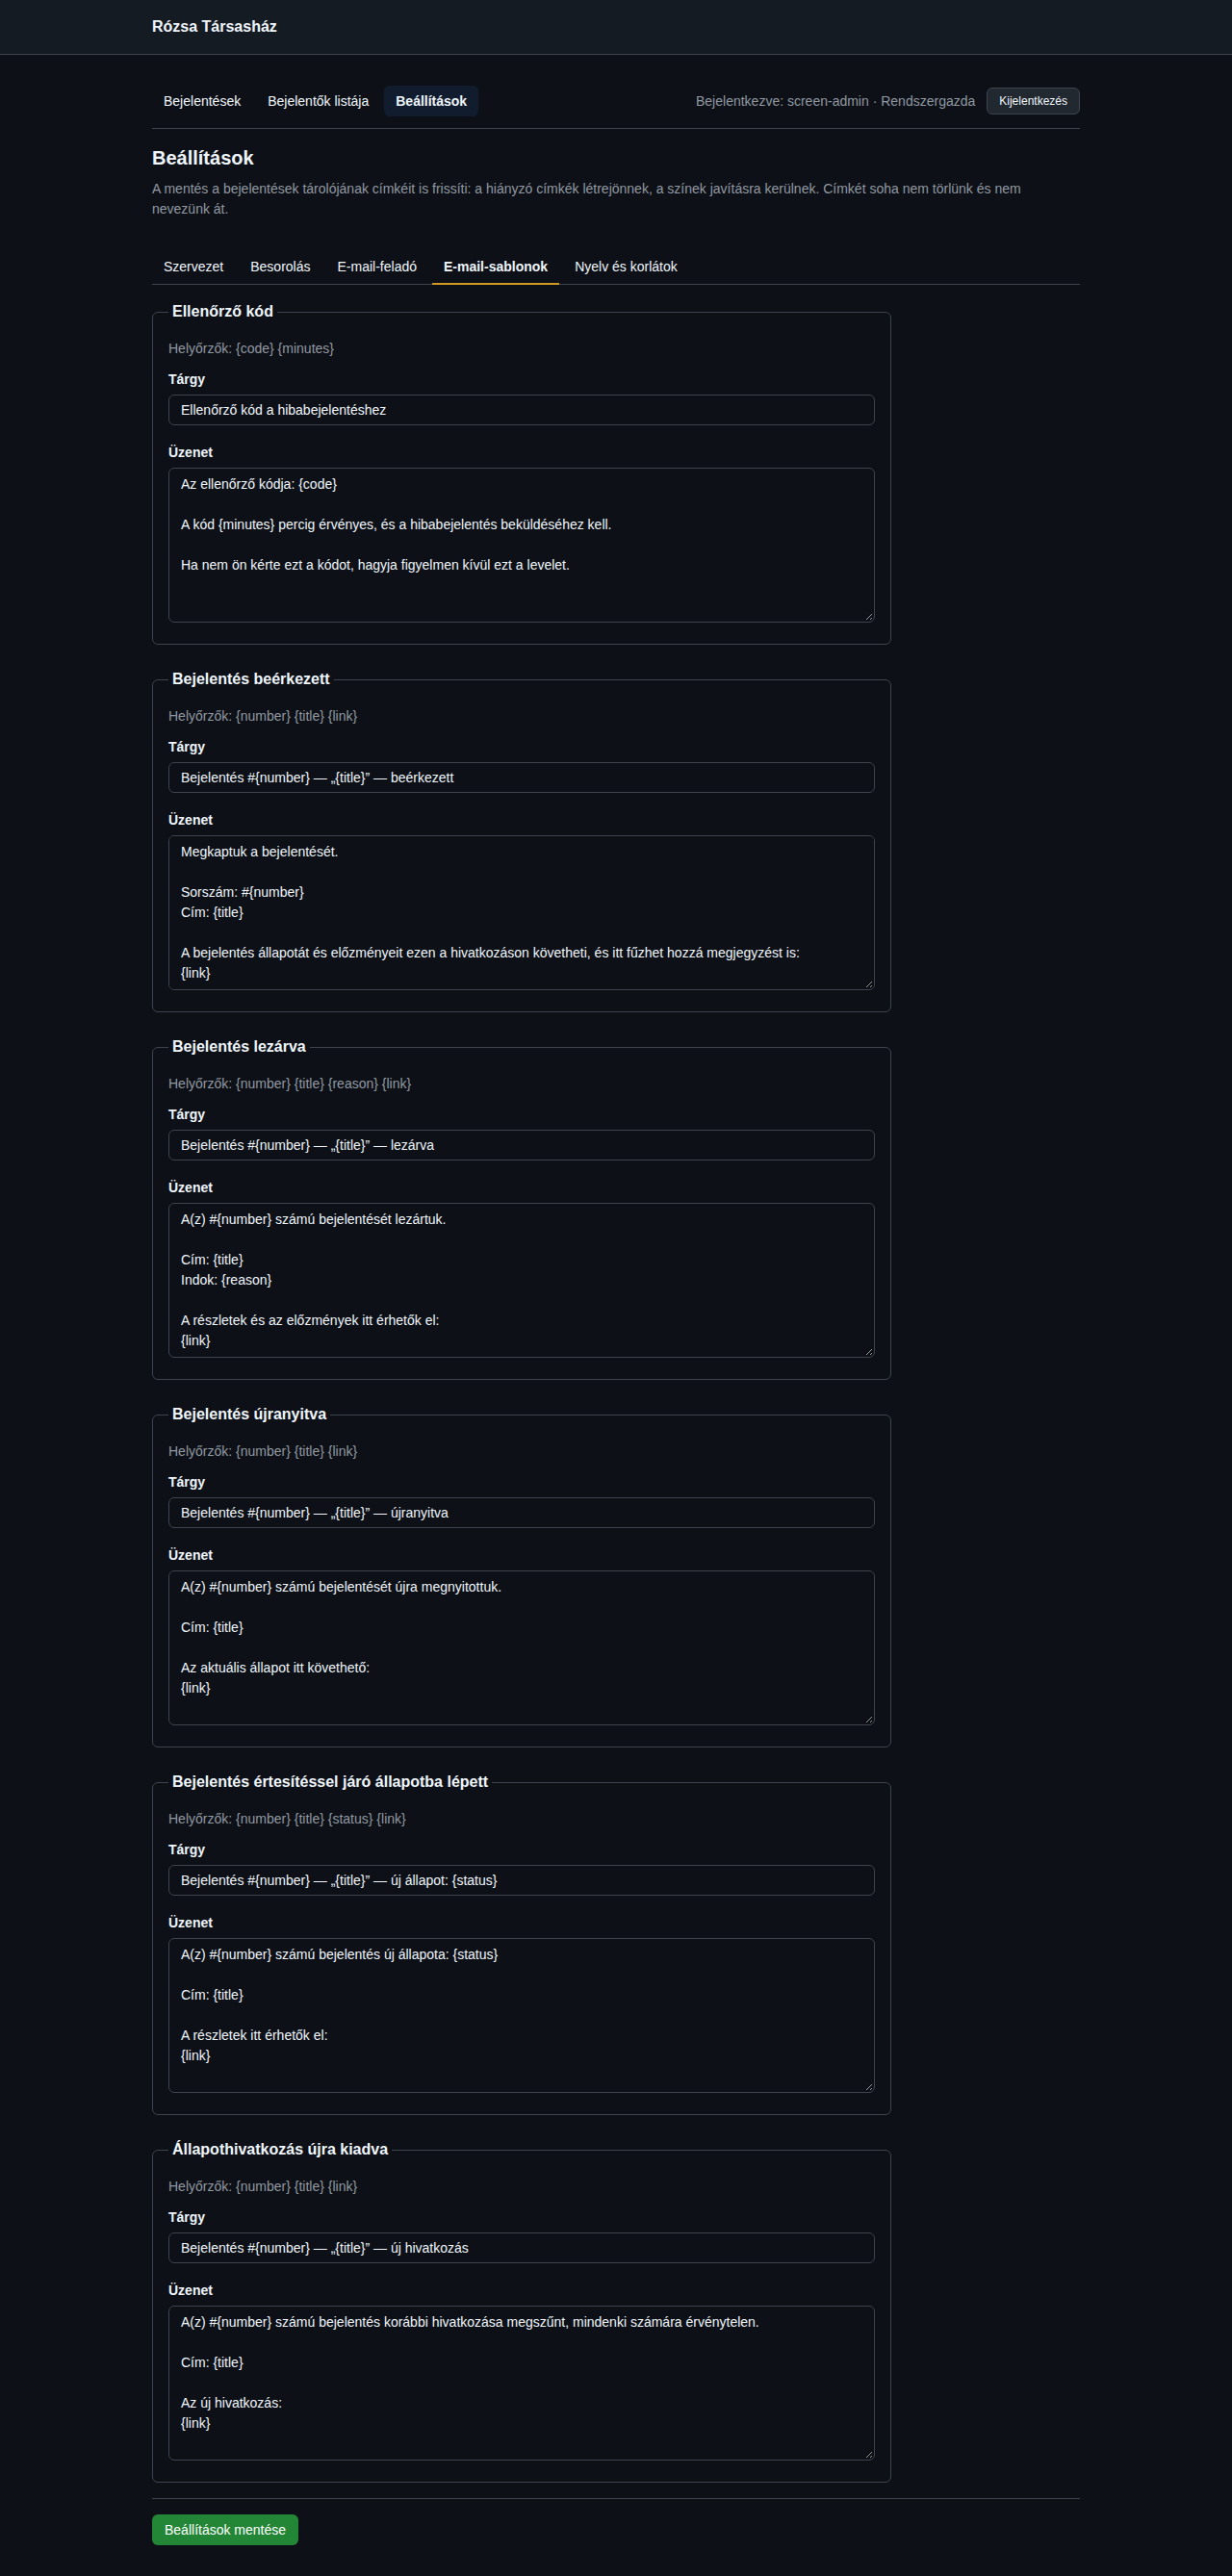 Rózsa Társasház
Bejelentések
Bejelentők listája
Beállítások
Bejelentkezve: screen-admin · Rendszergazda
Kijelentkezés
Beállítások
A mentés a bejelentések tárolójának címkéit is frissíti: a hiányzó címkék létrejönnek, a színek javításra kerülnek. Címkét soha nem törlünk és nem
nevezünk át.
Szervezet
Besorolás
E-mail-feladó
E-mail-sablonok
Nyelv és korlátok
Ellenőrző kód
Helyőrzők: {code} {minutes}
Tárgy
Ellenőrző kód a hibabejelentéshez
Üzenet
Az ellenőrző kódja: {code}
A kód {minutes} percig érvényes, és a hibabejelentés beküldéséhez kell.
Ha nem ön kérte ezt a kódot, hagyja figyelmen kívül ezt a levelet.
Bejelentés beérkezett
Helyőrzők: {number} {title} {link}
Tárgy
Bejelentés #{number} — „{title}” — beérkezett
Üzenet
Megkaptuk a bejelentését.
Sorszám: #{number}
Cím: {title}
A bejelentés állapotát és előzményeit ezen a hivatkozáson követheti, és itt fűzhet hozzá megjegyzést is:
{link}
Bejelentés lezárva
Helyőrzők: {number} {title} {reason} {link}
Tárgy
Bejelentés #{number} — „{title}” — lezárva
Üzenet
A(z) #{number} számú bejelentését lezártuk.
Cím: {title}
Indok: {reason}
A részletek és az előzmények itt érhetők el:
{link}
Bejelentés újranyitva
Helyőrzők: {number} {title} {link}
Tárgy
Bejelentés #{number} — „{title}” — újranyitva
Üzenet
A(z) #{number} számú bejelentését újra megnyitottuk.
Cím: {title}
Az aktuális állapot itt követhető:
{link}
Bejelentés értesítéssel járó állapotba lépett
Helyőrzők: {number} {title} {status} {link}
Tárgy
Bejelentés #{number} — „{title}” — új állapot: {status}
Üzenet
A(z) #{number} számú bejelentés új állapota: {status}
Cím: {title}
A részletek itt érhetők el:
{link}
Állapothivatkozás újra kiadva
Helyőrzők: {number} {title} {link}
Tárgy
Bejelentés #{number} — „{title}” — új hivatkozás
Üzenet
A(z) #{number} számú bejelentés korábbi hivatkozása megszűnt, mindenki számára érvénytelen.
Cím: {title}
Az új hivatkozás:
{link}
Beállítások mentése